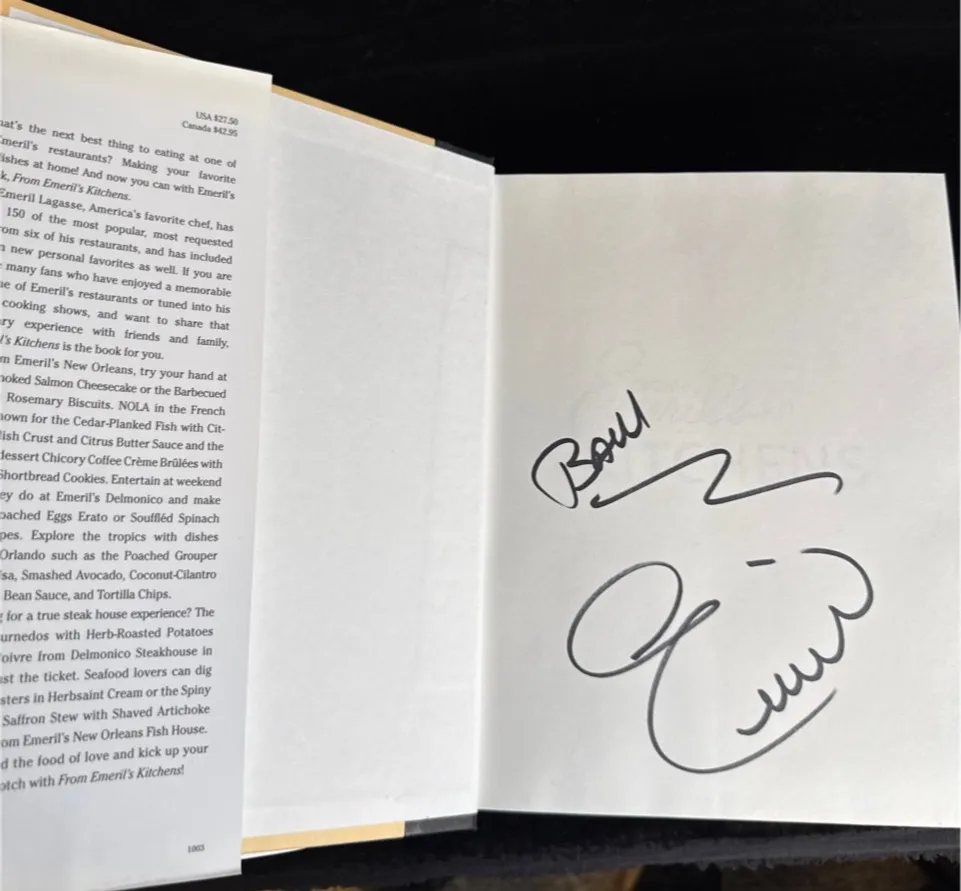 USA $27.50
Canada $42.95
hat's the next best thing to eating at one of
Emeril's restaurants? Making your favorite
ishes at home! And now you can with Emeril's
k, From Emeril's Kitchens.
Emeril Lagasse, America's favorite chef, has
150 of the most popular, most requested
om six of his restaurants, and has included
n new personal favorites as well. If you are
many fans who have enjoyed a memorable
ne of Emeril's restaurants or tuned into his
cooking shows, and want to share that
ry experience with friends and family,
l's Kitchens is the book for you.
m Emeril's New Orleans, try your hand at
moked Salmon Cheesecake or the Barbecued
Rosemary Biscuits. NOLA in the French
nown for the Cedar-Planked Fish with Cit-
lish Crust and Citrus Butter Sauce and the
dessert Chicory Coffee Crème Brûlées with
Shortbread Cookies. Entertain at weekend
ey do at Emeril's Delmonico and make
oached Eggs Erato or Souffléd Spinach
pes. Explore the tropics with dishes
Orlando such as the Poached Grouper
sa, Smashed Avocado, Coconut-Cilantro
Bean Sauce, and Tortilla Chips.
g for a true steak house experience? The
urnedos with Herb-Roasted Potatoes
oivre from Delmonico Steakhouse in
st the ticket. Seafood lovers can dig
sters in Herbsaint Cream or the Spiny
Saffron Stew with Shaved Artichoke
om Emeril's New Orleans Fish House.
d the food of love and kick up your
otch with From Emeril's Kitchens!
1003
BAM
Emeril
KITCHENS